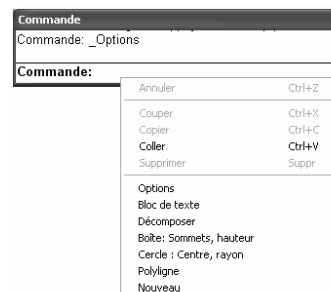 Commande
Commande: _Options
Commande:
Annuler Ctrl+Z
Couper Ctrl+X
Copier Ctrl+C
Coller Ctrl+V
Supprimer Suppr
Options
Bloc de texte
Décomposer
Boîte: Sommets, hauteur
Cercle : Centre, rayon
Polyligne
Nouveau